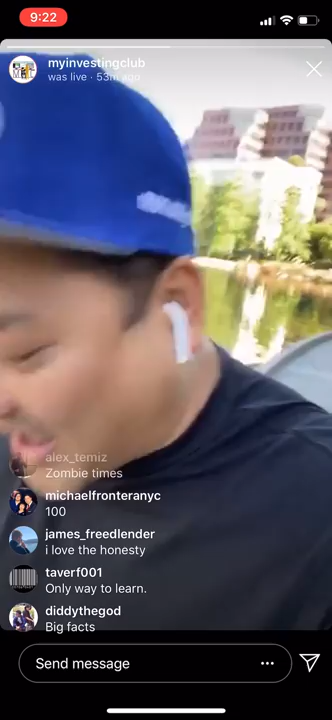 9:22
myinvestingclub
was live · 53m ago
alex_temiz
Zombie times
michaelfronteranyc
100
james_freedlender
i love the honesty
taverf001
Only way to learn.
diddythegod
Big facts
Send message